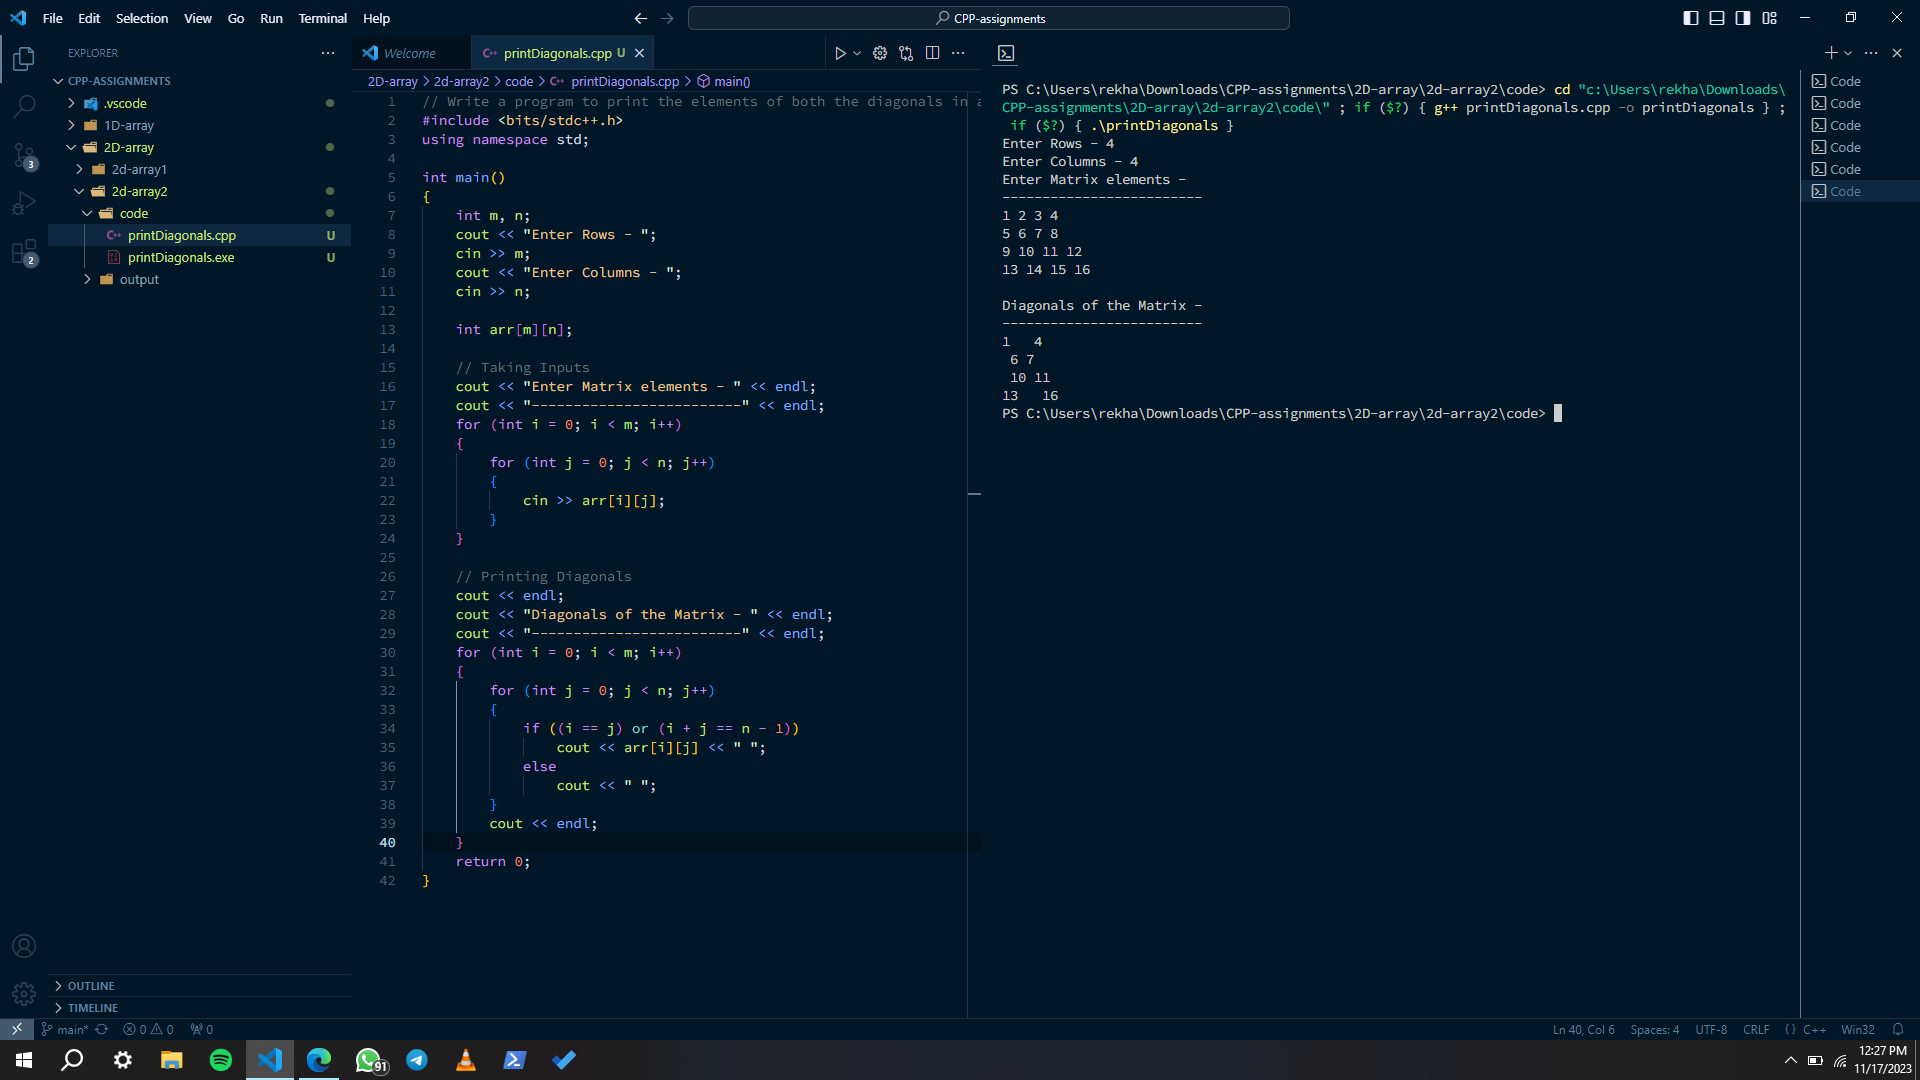 File Edit Selection View Go Run Terminal Help
CPP-assignments
EXPLORER
CPP-ASSIGNMENTS
.vscode
1D-array
2D-array
2d-array1
2d-array2
code
printDiagonals.cpp U
printDiagonals.exe U
output
OUTLINE
TIMELINE
3
2
Welcome
printDiagonals.cpp U
2D-array > 2d-array2 > code > printDiagonals.cpp > main()
1 // Write a program to print the elements of both the diagonals in a
2 #include <bits/stdc++.h>
3 using namespace std;
4
5 int main()
6 {
7 int m, n;
8 cout << "Enter Rows - ";
9 cin >> m;
10 cout << "Enter Columns - ";
11 cin >> n;
12
13 int arr[m][n];
14
15 // Taking Inputs
16 cout << "Enter Matrix elements - " << endl;
17 cout << "-------------------------" << endl;
18 for (int i = 0; i < m; i++)
19 {
20 for (int j = 0; j < n; j++)
21 {
22 cin >> arr[i][j];
23 }
24 }
25
26 // Printing Diagonals
27 cout << endl;
28 cout << "Diagonals of the Matrix - " << endl;
29 cout << "-------------------------" << endl;
30 for (int i = 0; i < m; i++)
31 {
32 for (int j = 0; j < n; j++)
33 {
34 if ((i == j) or (i + j == n - 1))
35 cout << arr[i][j] << " ";
36 else
37 cout << " ";
38 }
39 cout << endl;
40 }
41 return 0;
42 }
PS C:\Users\rekha\Downloads\CPP-assignments\2D-array\2d-array2\code> cd "c:\Users\rekha\Downloads\
CPP-assignments\2D-array\2d-array2\code\" ; if ($?) { g++ printDiagonals.cpp -o printDiagonals } ;
if ($?) { .\printDiagonals }
Enter Rows - 4
Enter Columns - 4
Enter Matrix elements -
-------------------------
1 2 3 4
5 6 7 8
9 10 11 12
13 14 15 16
Diagonals of the Matrix -
-------------------------
1   4
 6 7
 10 11
13   16
PS C:\Users\rekha\Downloads\CPP-assignments\2D-array\2d-array2\code>
Code
Code
Code
Code
Code
Code
main* 0 0 0
Ln 40, Col 6 Spaces: 4 UTF-8 CRLF {} C++ Win32
91
12:27 PM
11/17/2023